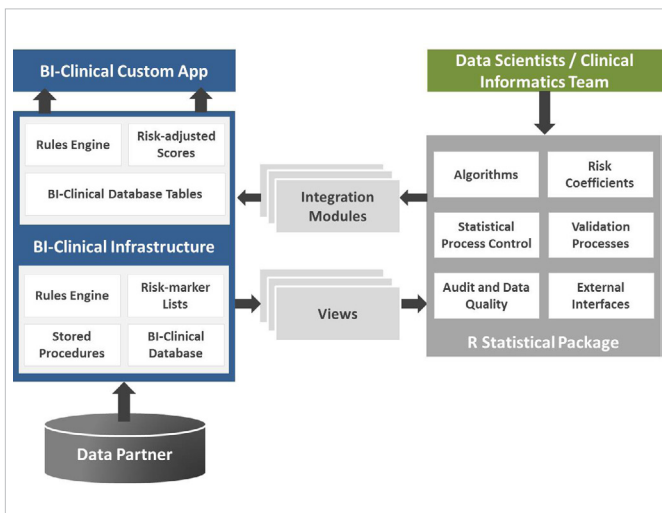 BI-Clinical Custom App
Rules Engine
Risk-adjusted
Scores
BI-Clinical Database Tables
BI-Clinical Infrastructure
Rules Engine
Risk-marker
Lists
Stored
Procedures
BI-Clinical
Database
Data Partner
Integration
Modules
Views
Data Scientists / Clinical
Informatics Team
Algorithms
Risk
Coefficients
Statistical
Process Control
Validation
Processes
Audit and Data
Quality
External
Interfaces
R Statistical Package